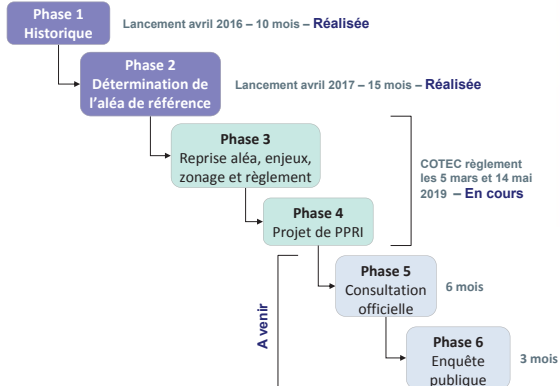 Phase 1
Historique
Lancement avril 2016 – 10 mois – Réalisée
Phase 2
Détermination de
l'aléa de référence
Lancement avril 2017 – 15 mois – Réalisée
Phase 3
Reprise aléa, enjeux,
zonage et règlement
COTEC règlement
les 5 mars et 14 mai
2019 – En cours
Phase 4
Projet de PPRI
A venir
Phase 5
Consultation
officielle
6 mois
Phase 6
Enquête
publique
3 mois